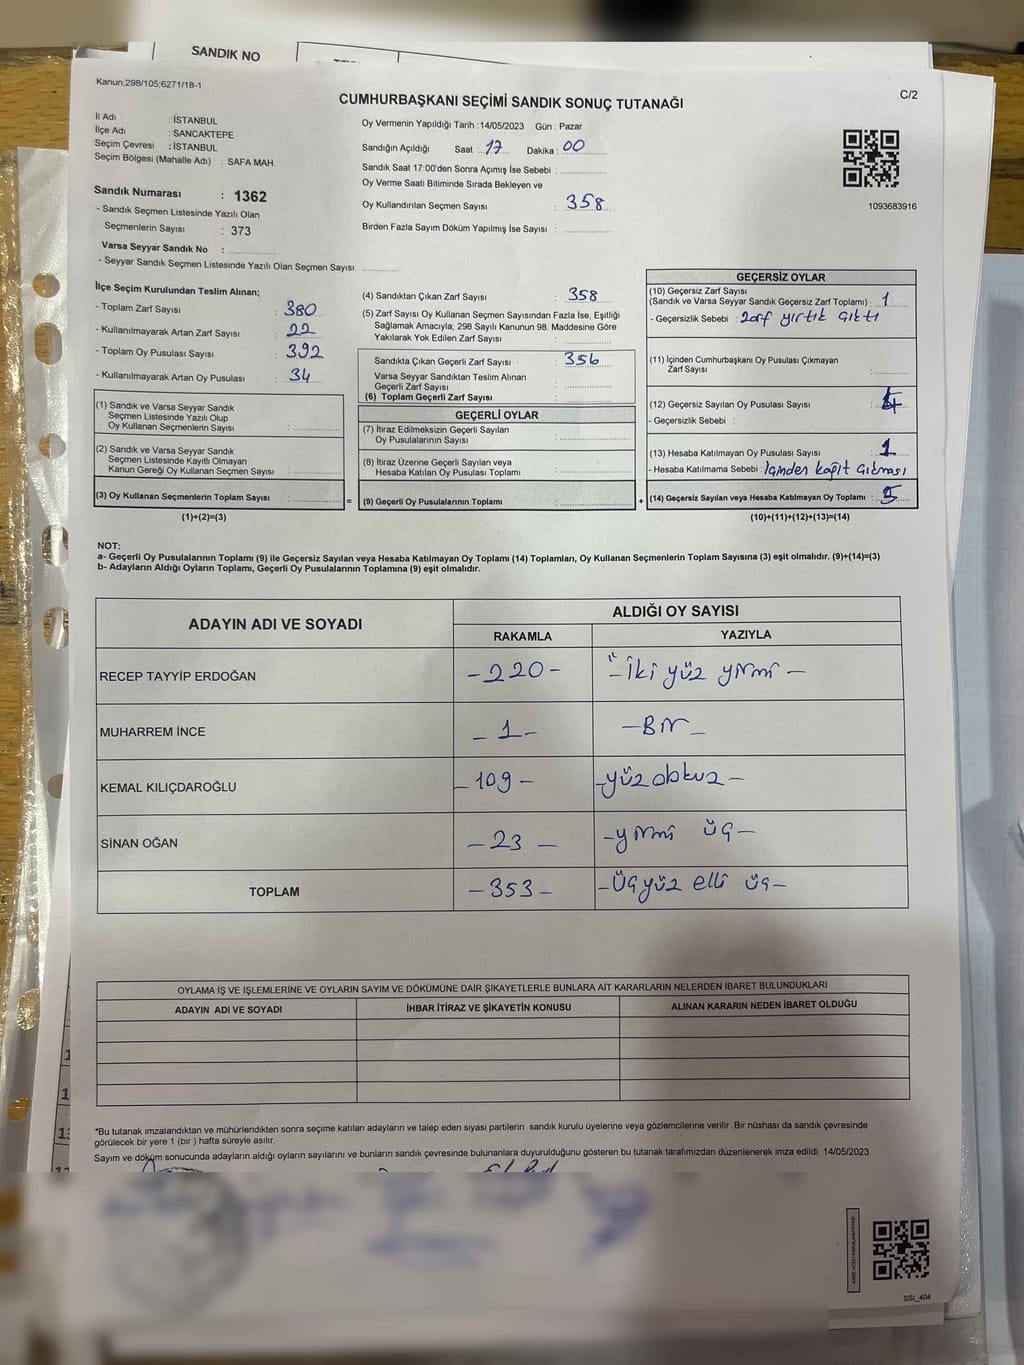 SANDIK NO
Kanun;298/105;6271/18-1
C/2
CUMHURBAŞKANI SEÇİMİ SANDIK SONUÇ TUTANAĞI
İl Adı : İSTANBUL
İlçe Adı : SANCAKTEPE
Seçim Çevresi : İSTANBUL
Seçim Bölgesi (Mahalle Adı) : SAFA MAH.
Sandık Numarası : 1362
- Sandık Seçmen Listesinde Yazılı Olan
Seçmenlerin Sayısı : 373
Varsa Seyyar Sandık No :
- Seyyar Sandık Seçmen Listesinde Yazılı Olan Seçmen Sayısı:
Oy Vermenin Yapıldığı Tarih :14/05/2023 Gün : Pazar
Sandığın Açıldığı Saat : 17 Dakika : 00
Sandık Saat 17:00'den Sonra Açımış İse Sebebi :
Oy Verme Saati Bitiminde Sırada Bekleyen ve
Oy Kullandırılan Seçmen Sayısı : 358
Birden Fazla Sayım Döküm Yapılmış İse Sayısı :
1093683916
İlçe Seçim Kurulundan Teslim Alınan;
- Toplam Zarf Sayısı : 380
- Kullanılmayarak Artan Zarf Sayısı : 22
- Toplam Oy Pusulası Sayısı : 392
- Kullanılmayarak Artan Oy Pusulası : 34
(1) Sandık ve Varsa Seyyar Sandık
Seçmen Listesinde Yazılı Olup
Oy Kullanan Seçmenlerin Sayısı :
(2) Sandık ve Varsa Seyyar Sandık
Seçmen Listesinde Kayıtlı Olmayan
Kanun Gereği Oy Kullanan Seçmen Sayısı :
(3) Oy Kullanan Seçmenlerin Toplam Sayısı :
(1)+(2)=(3)
(4) Sandıktan Çıkan Zarf Sayısı : 358
(5) Zarf Sayısı Oy Kullanan Seçmen Sayısından Fazla İse, Eşitliği
Sağlamak Amacıyla; 298 Sayılı Kanunun 98. Maddesine Göre
Yakılarak Yok Edilen Zarf Sayısı :
Sandıkta Çıkan Geçerli Zarf Sayısı : 356
Varsa Seyyar Sandıktan Teslim Alınan
Geçerli Zarf Sayısı :
(6) Toplam Geçerli Zarf Sayısı :
GEÇERLİ OYLAR
(7) İtiraz Edilmeksizin Geçerli Sayılan
Oy Pusulalarının Sayısı :
(8) İtiraz Üzerine Geçerli Sayılan veya
Hesaba Katılan Oy Pusulası Toplamı :
= (9) Geçerli Oy Pusulalarının Toplamı : +
GEÇERSİZ OYLAR
(10) Geçersiz Zarf Sayısı
(Sandık ve Varsa Seyyar Sandık Geçersiz Zarf Toplamı) : 1
- Geçersizlik Sebebi : zarf yırtık çıktı
(11) İçinden Cumhurbaşkanı Oy Pusulası Çıkmayan
Zarf Sayısı :
(12) Geçersiz Sayılan Oy Pusulası Sayısı :
- Geçersizlik Sebebi :
(13) Hesaba Katılmayan Oy Pusulası Sayısı : 1
- Hesaba Katılmama Sebebi : İçinden kağıt çıkması
(14) Geçersiz Sayılan veya Hesaba Katılmayan Oy Toplamı : 5
(10)+(11)+(12)+(13)=(14)
NOT:
a- Geçerli Oy Pusulalarının Toplamı (9) ile Geçersiz Sayılan veya Hesaba Katılmayan Oy Toplamı (14) Toplamları, Oy Kullanan Seçmenlerin Toplam Sayısına (3) eşit olmalıdır. (9)+(14)=(3)
b- Adayların Aldığı Oyların Toplamı, Geçerli Oy Pusulalarının Toplamına (9) eşit olmalıdır.
ADAYIN ADI VE SOYADI ALDIĞI OY SAYISI
RAKAMLA YAZIYLA
RECEP TAYYİP ERDOĞAN -220- -İki yüz yirmi-
MUHARREM İNCE -1- -Bir-
KEMAL KILIÇDAROĞLU -109- -yüz dokuz-
SİNAN OĞAN -23- -yirmi üç-
TOPLAM -353- -Üçyüz elli üç-
OYLAMA İŞ VE İŞLEMLERİNE VE OYLARIN SAYIM VE DÖKÜMÜNE DAİR ŞİKAYETLERLE BUNLARA AİT KARARLARIN NELERDEN İBARET BULUNDUKLARI
ADAYIN ADI VE SOYADI İHBAR İTİRAZ VE ŞİKAYETİN KONUSU ALINAN KARARIN NEDEN İBARET OLDUĞU
*Bu tutanak imzalandıktan ve mühürlendikten sonra seçime katılan adayların ve talep eden siyasi partilerin sandık kurulu üyelerine veya gözlemcilerine verilir .Bir nüshası da sandık çevresinde
görülecek bir yere 1 (bir ) hafta süreyle asılır.
Sayım ve döküm sonucunda adayların aldığı oyların sayılarını ve bunların sandık çevresinde bulunanlara duyurulduğunu gösteren bu tutanak tarafımızdan düzenlenerek imza edildi. 14/05/2023
SSİ_404